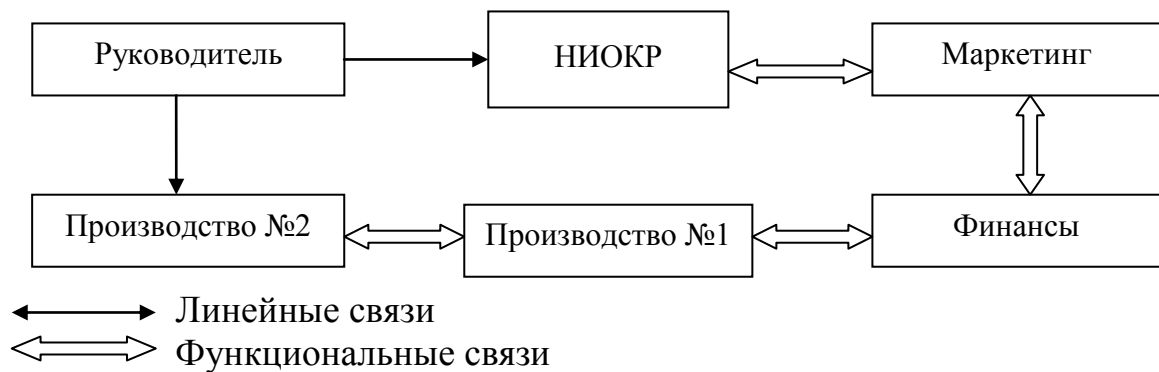 Руководитель
НИОКР
Маркетинг
Производство №2
Производство №1
Финансы
Линейные связи
Функциональные связи